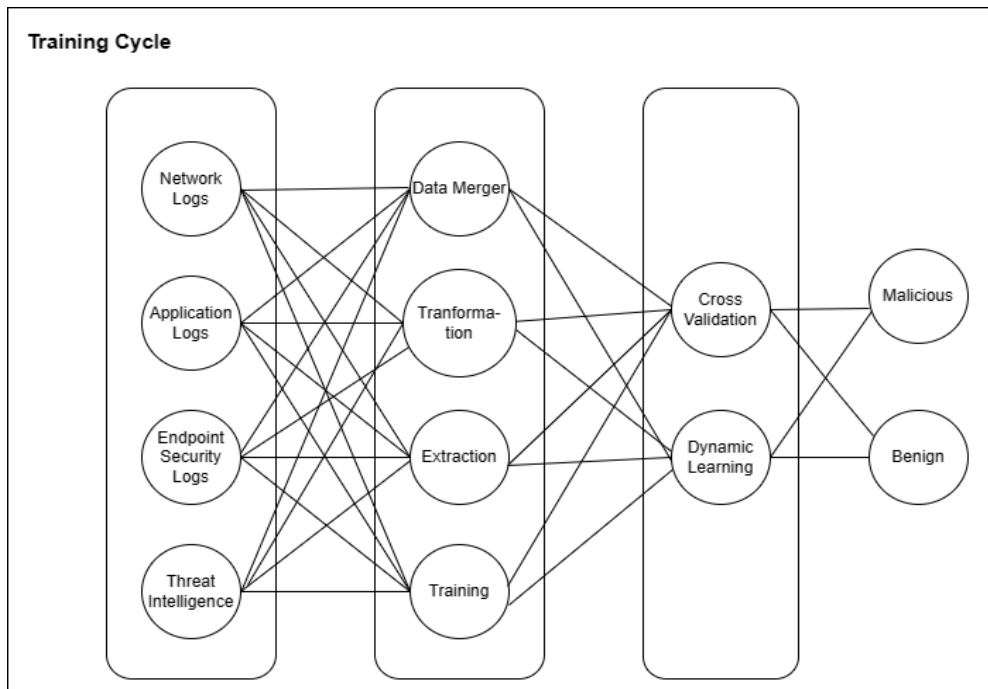 Training Cycle
Network
Logs
Application
Logs
Endpoint
Security
Logs
Threat
Intelligence
Data Merger
Tranforma-
tion
Extraction
Training
Cross
Validation
Dynamic
Learning
Malicious
Benign